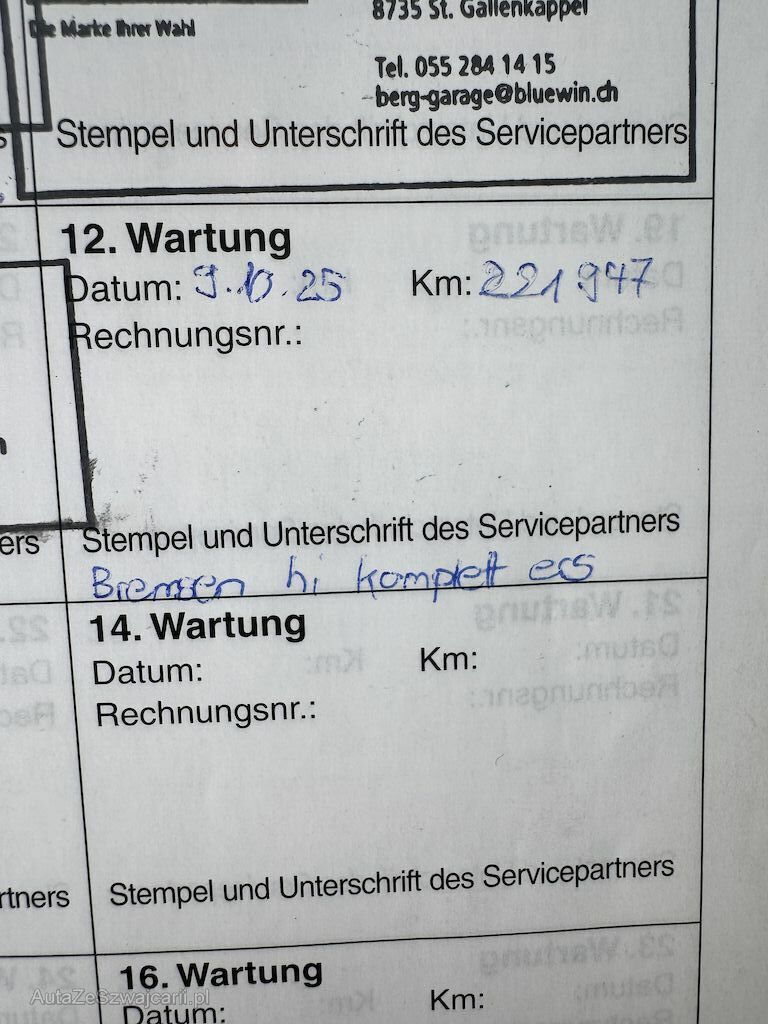 8735 St. Gallenkappel
Die Marke Ihrer Wahl
Tel. 055 284 14 15
berg-garage@bluewin.ch
Stempel und Unterschrift des Servicepartners
12. Wartung
Datum: 9.10.25 Km: 221947
Rechnungsnr.:
ers Stempel und Unterschrift des Servicepartners
Bremsen hi komplett ers
14. Wartung
Datum: Km:
Rechnungsnr.:
rtners Stempel und Unterschrift des Servicepartners
16. Wartung
AutaZeSzwajcarii.pl
Datum: Km: